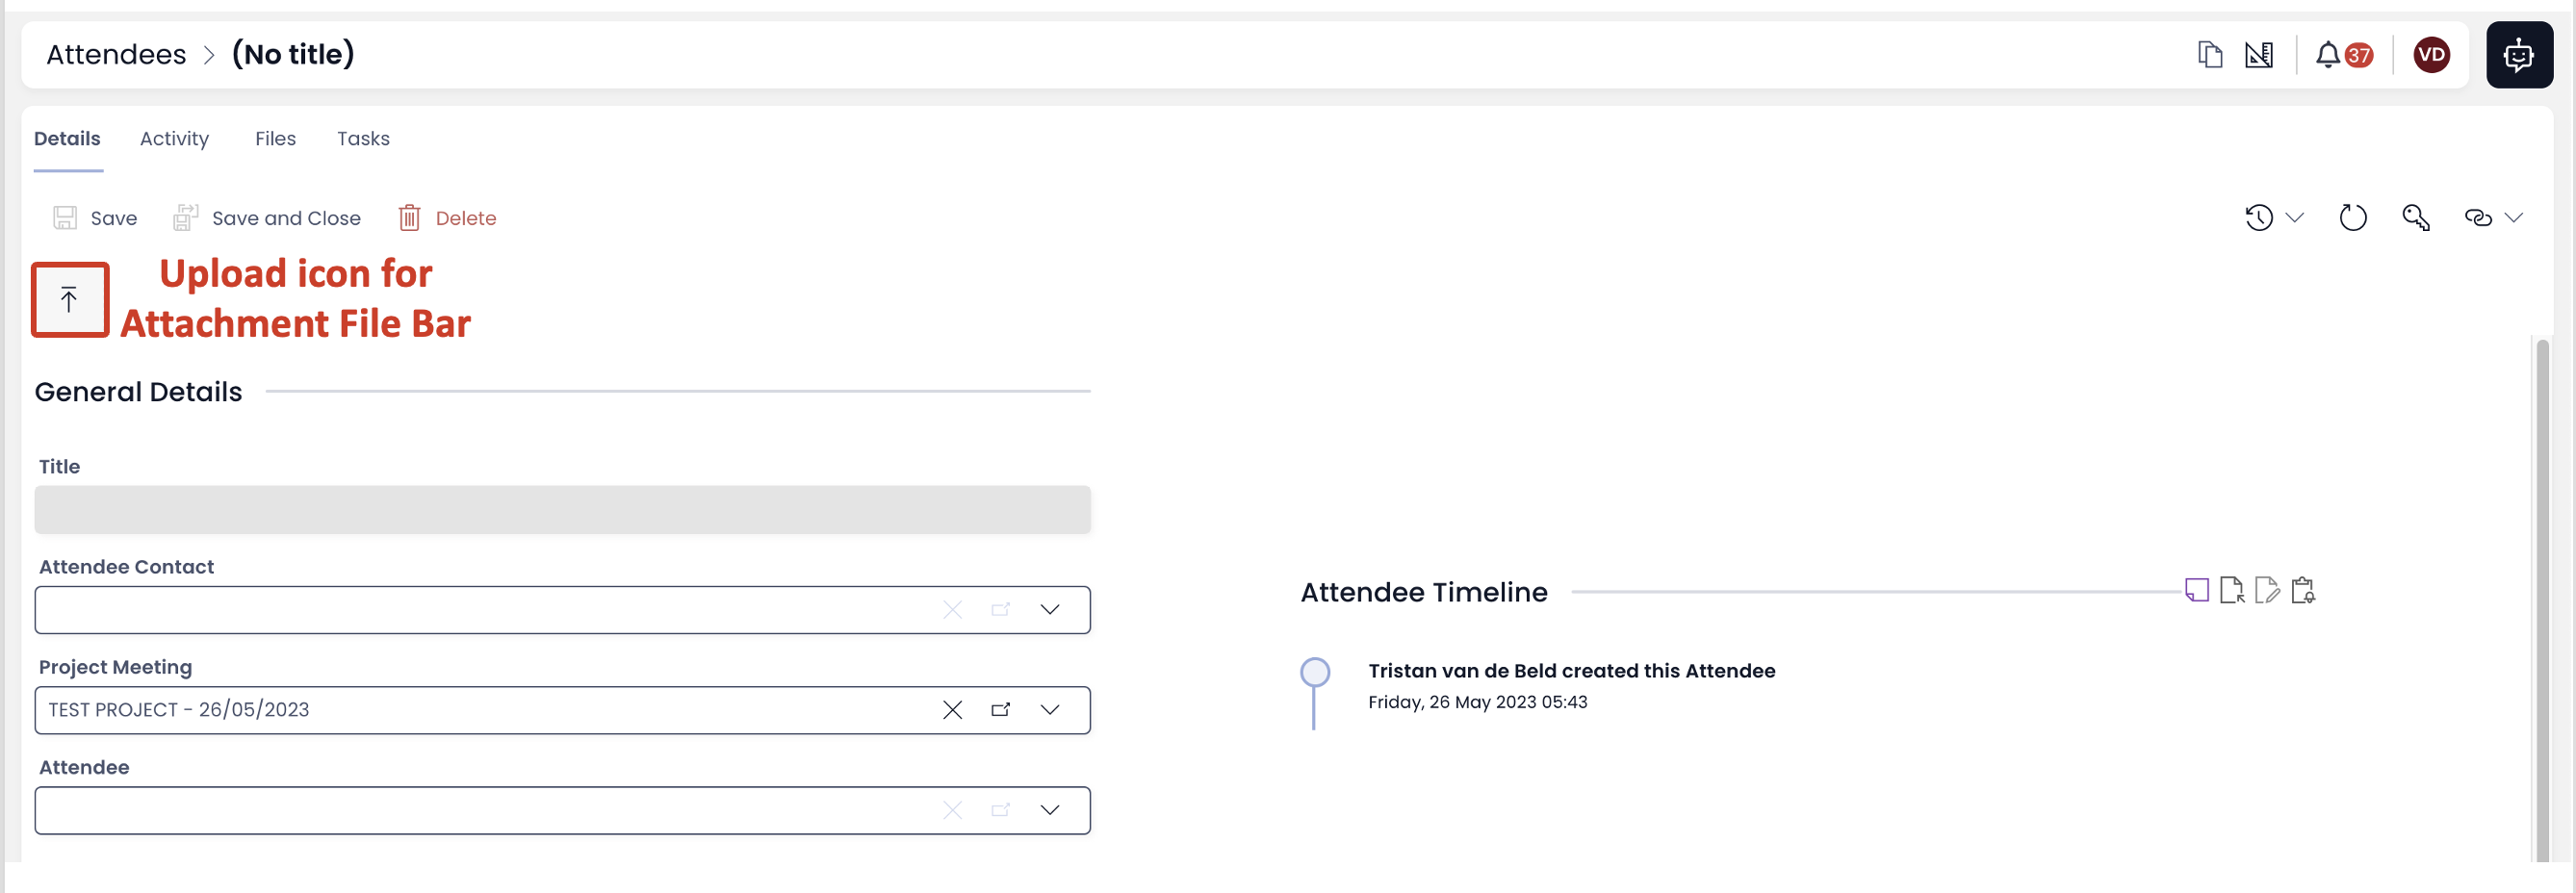 Attendees > (No title)
37
VD
Details Activity Files Tasks
Save Save and Close Delete
Upload icon for
Attachment File Bar
General Details
Title
Attendee Contact
Project Meeting
TEST PROJECT - 26/05/2023
Attendee
Attendee Timeline
Tristan van de Beld created this Attendee
Friday, 26 May 2023 05:43